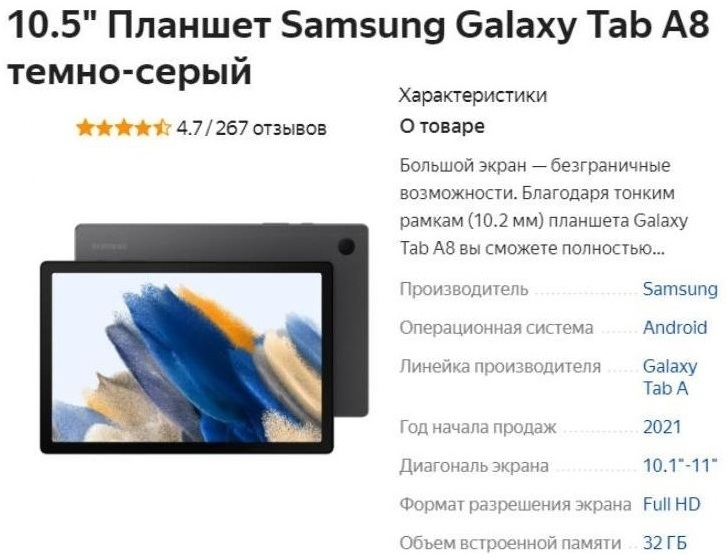 10.5" Планшет Samsung Galaxy Tab A8
темно-серый
4.7 / 267 отзывов
Характеристики
О товаре
Большой экран — безграничные
возможности. Благодаря тонким
рамкам (10.2 мм) планшета Galaxy
Tab A8 вы сможете полностью...
Производитель Samsung
Операционная система Android
Линейка производителя Galaxy
Tab A
Год начала продаж 2021
Диагональ экрана 10.1"-11"
Формат разрешения экрана Full HD
Объем встроенной памяти 32 ГБ
SAMSUNG